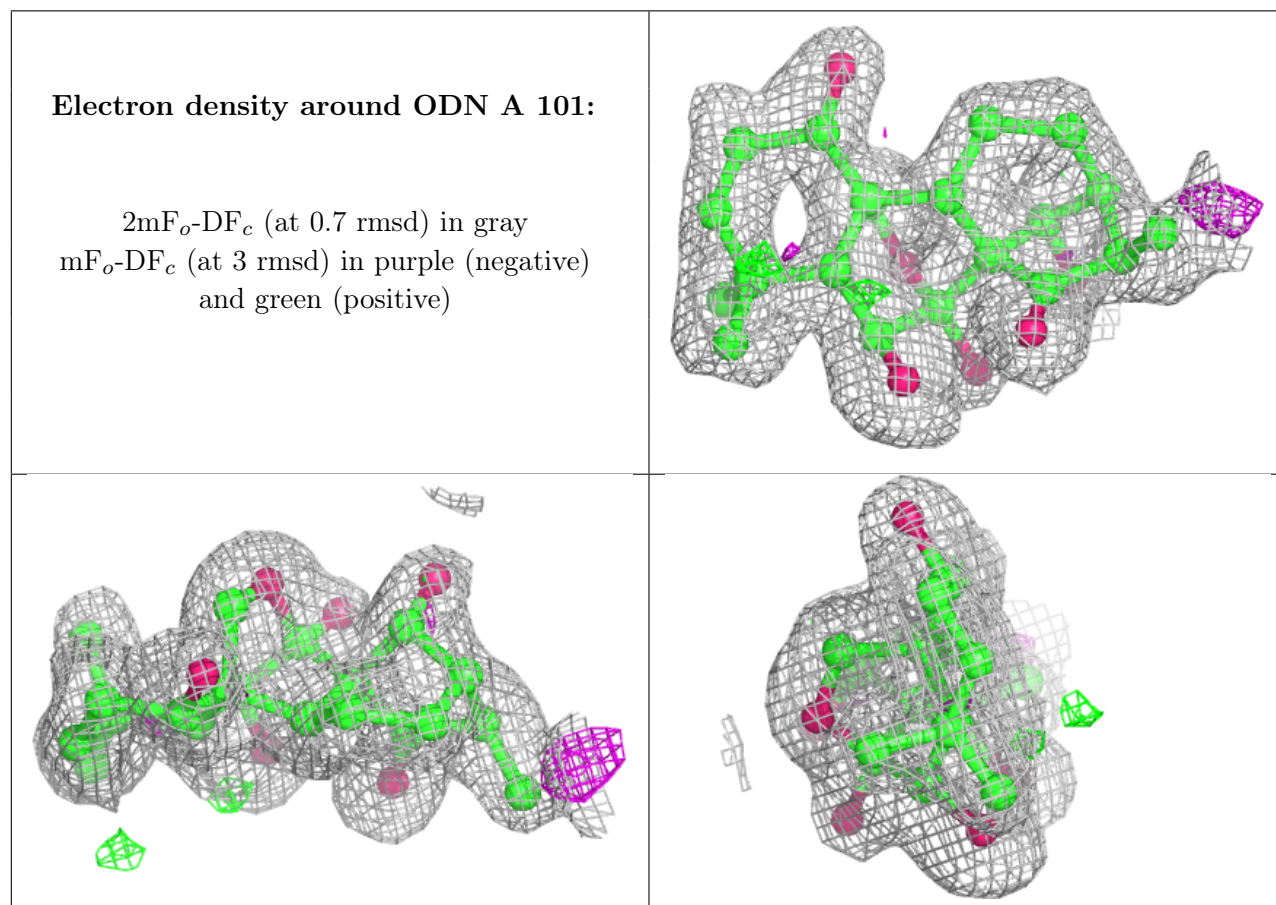 Electron density around ODN A 101:
2mFo-DFc (at 0.7 rmsd) in gray
mFo-DFc (at 3 rmsd) in purple (negative)
and green (positive)